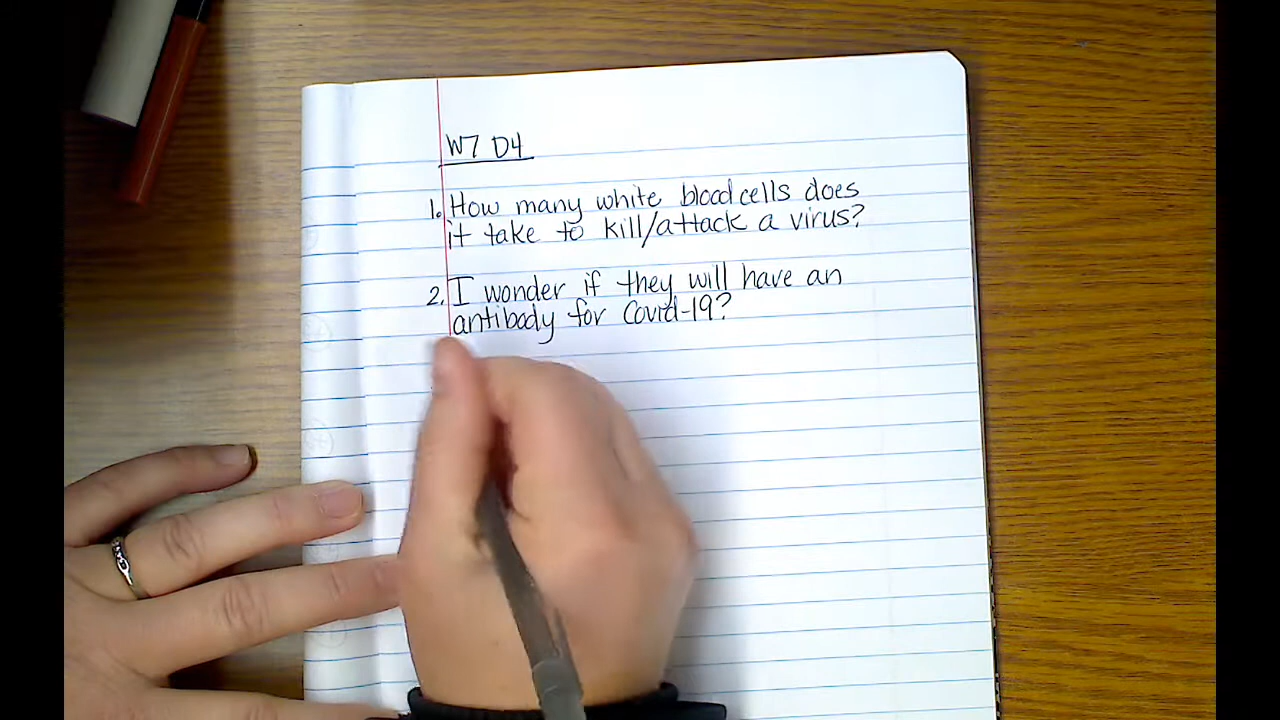 W7 D4
1. How many white blood cells does
it take to kill/attack a virus?
2. I wonder if they will have an
antibody for Covid-19?